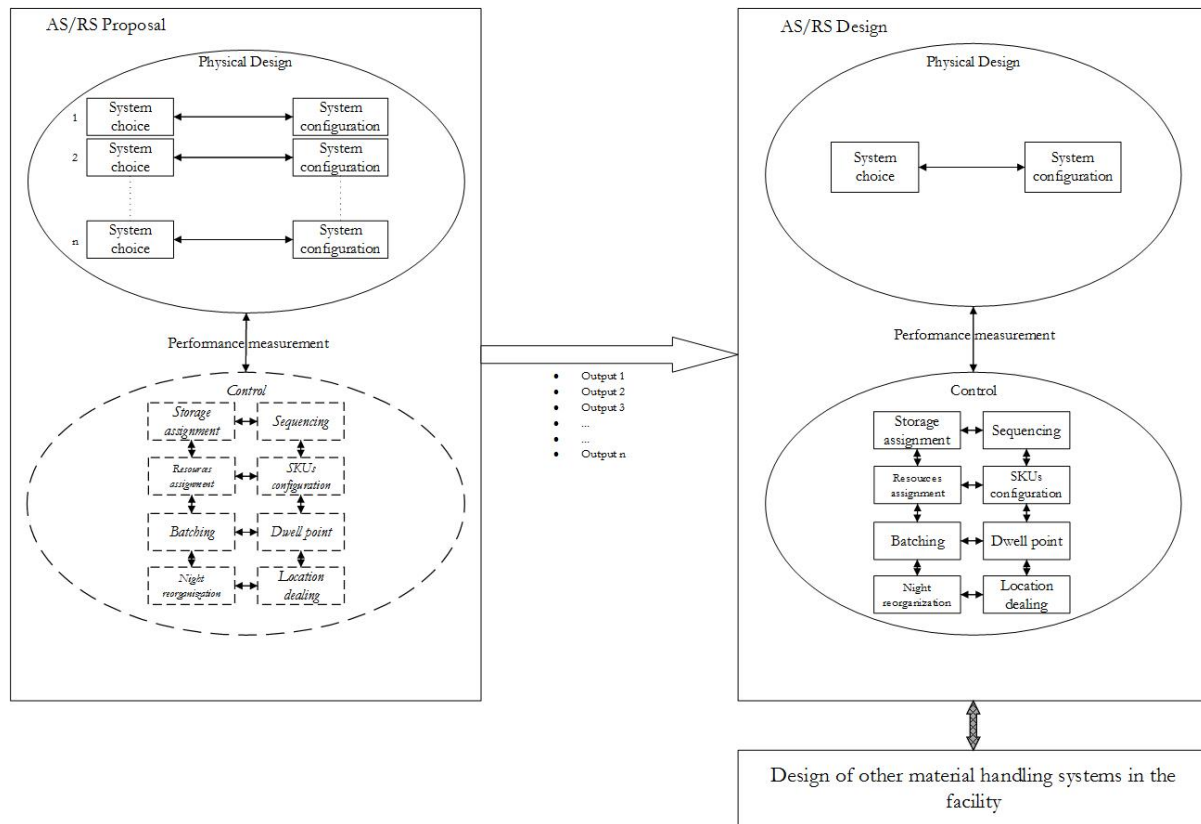 AS/RS Proposal
Physical Design
1
System
choice
System
configuration
2
System
choice
System
configuration
n
System
choice
System
configuration
Performance measurement
Control
Storage
assignment
Sequencing
Resources
assignment
SKUs
configuration
Batching
Dwell point
Night
reorganization
Location
dealing
• Output 1
• Output 2
• Output 3
• ...
• ...
• Output n
AS/RS Design
Physical Design
System
choice
System
configuration
Performance measurement
Control
Storage
assignment
Sequencing
Resources
assignment
SKUs
configuration
Batching
Dwell point
Night
reorganization
Location
dealing
Design of other material handling systems in the
facility